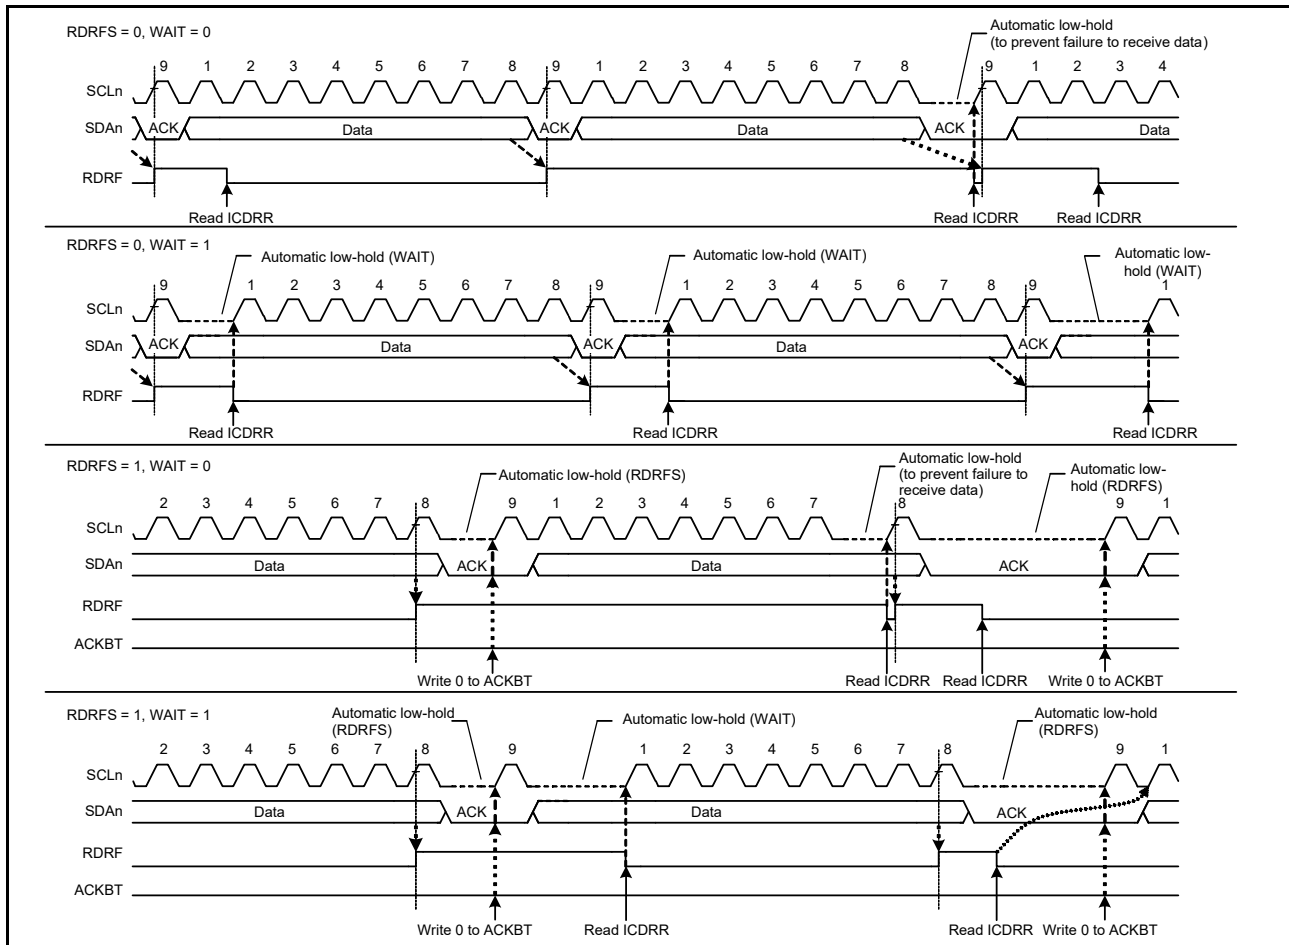 RDRFS = 0, WAIT = 0
Automatic low-hold
(to prevent failure to receive data)
9 1 2 3 4 5 6 7 8 9 1 2 3 4 5 6 7 8 9 1 2 3 4
SCLn
SDAn ACK Data ACK Data ACK Data
RDRF
Read ICDRR Read ICDRR Read ICDRR
RDRFS = 0, WAIT = 1
Automatic low-hold (WAIT) Automatic low-hold (WAIT) Automatic low-
hold (WAIT)
9 1 2 3 4 5 6 7 8 9 1 2 3 4 5 6 7 8 9 1
SCLn
SDAn ACK Data ACK Data ACK
RDRF
Read ICDRR Read ICDRR Read ICDRR
RDRFS = 1, WAIT = 0
Automatic low-hold (RDRFS)
Automatic low-hold
(to prevent failure to
receive data)
Automatic low-
hold (RDRFS)
2 3 4 5 6 7 8 9 1 2 3 4 5 6 7 8 9 1
SCLn
SDAn Data ACK Data ACK
RDRF
ACKBT
Write 0 to ACKBT Read ICDRR Read ICDRR Write 0 to ACKBT
RDRFS = 1, WAIT = 1
Automatic low-hold
(RDRFS)
Automatic low-hold (WAIT)
Automatic low-hold
(RDRFS)
2 3 4 5 6 7 8 9 1 2 3 4 5 6 7 8 9 1
SCLn
SDAn Data ACK Data ACK
RDRF
ACKBT
Write 0 to ACKBT Read ICDRR Read ICDRR Write 0 to ACKBT